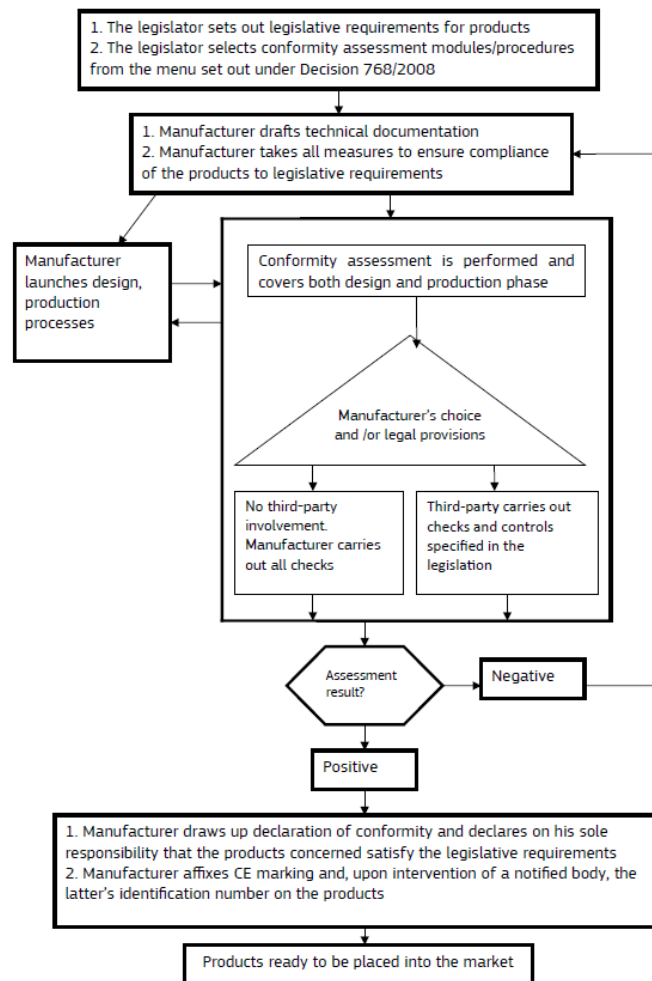 1. The legislator sets out legislative requirements for products
2. The legislator selects conformity assessment modules/procedures
from the menu set out under Decision 768/2008
1. Manufacturer drafts technical documentation
2. Manufacturer takes all measures to ensure compliance
of the products to legislative requirements
Manufacturer
launches design,
production
processes
Conformity assessment is performed and
covers both design and production phase
Manufacturer's choice
and /or legal provisions
No third-party
involvement.
Manufacturer carries
out all checks
Third-party carries out
checks and controls
specified in the
legislation
Assessment
result?
Negative
Positive
1. Manufacturer draws up declaration of conformity and declares on his sole
responsibility that the products concerned satisfy the legislative requirements
2. Manufacturer affixes CE marking and, upon intervention of a notified body, the
latter's identification number on the products
Products ready to be placed into the market